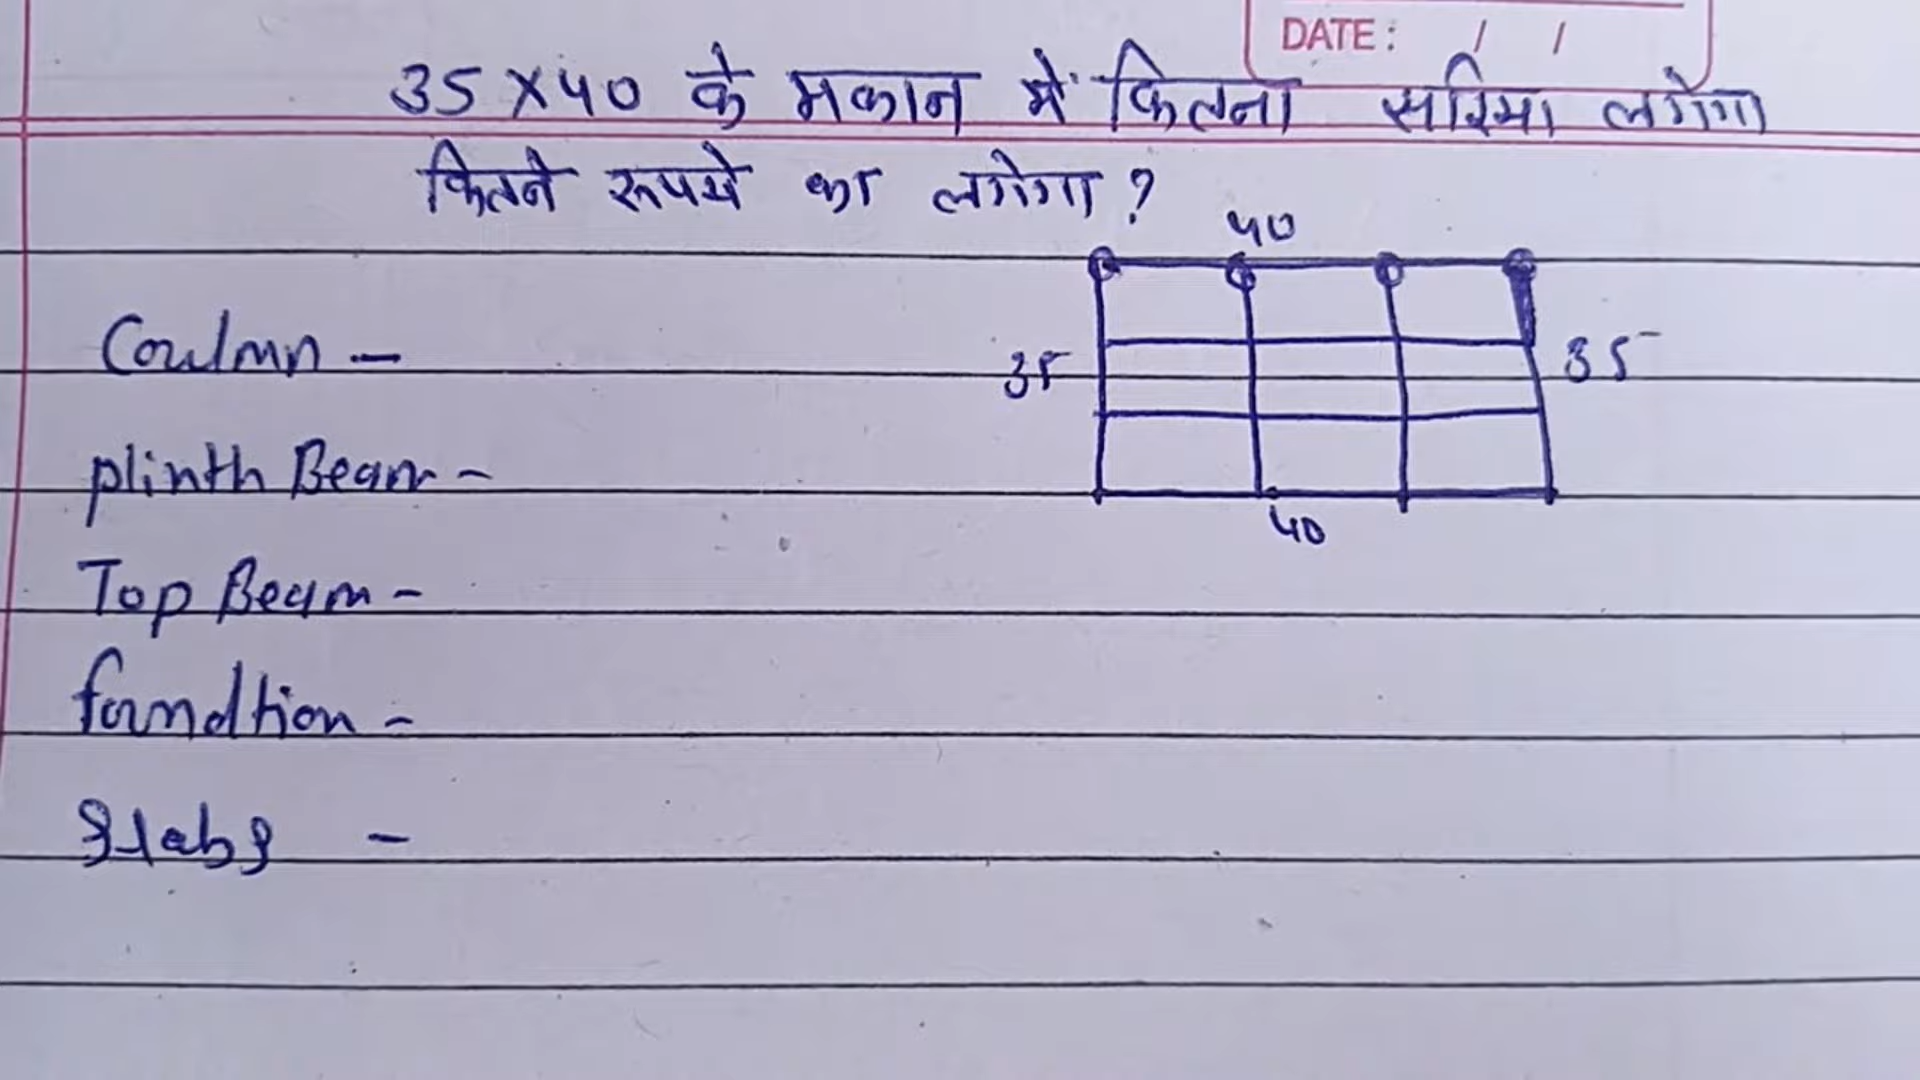 DATE: / /
35 X 40 के मकान में कितना सरिया लगेगा
कितने रूपये का लगेगा ?
40
Coulmn -
35
35
plinth Beam -
40
Top Beam -
foundtion -
Slabs -